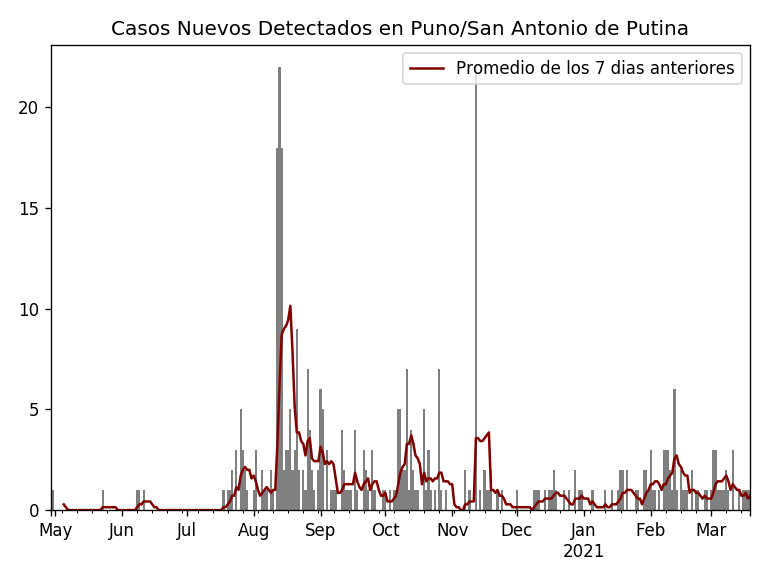 Casos Nuevos Detectados en Puno/San Antonio de Putina
Promedio de los 7 dias anteriores
20
15
10
5
0
May Jun Jul Aug Sep Oct Nov Dec Jan Feb Mar
2021